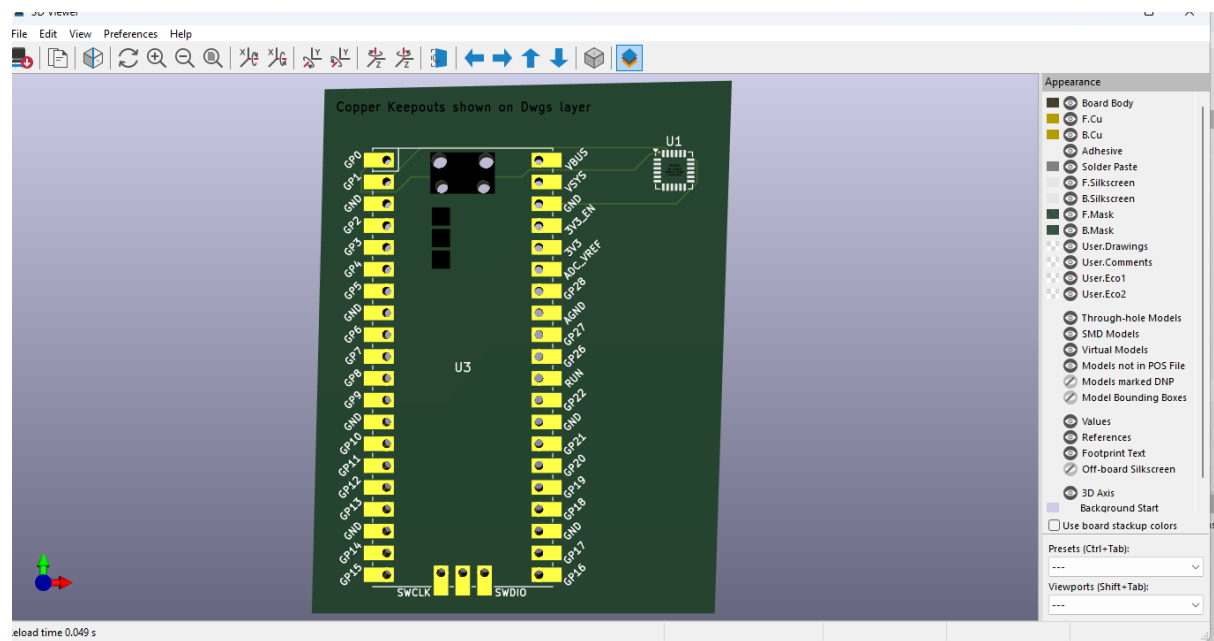 3D Viewer
File Edit View Preferences Help
Appearance
Board Body
F.Cu
B.Cu
Adhesive
Solder Paste
F.Silkscreen
B.Silkscreen
F.Mask
B.Mask
User.Drawings
User.Comments
User.Eco1
User.Eco2
Through-hole Models
SMD Models
Virtual Models
Models not in POS File
Models marked DNP
Model Bounding Boxes
Values
References
Footprint Text
Off-board Silkscreen
3D Axis
Background Start
Use board stackup colors
Presets (Ctrl+Tab):
---
Viewports (Shift+Tab):
---
Copper Keepouts shown on Dwgs layer
U1
GP0
GP1
GND
GP2
GP3
GP4
GP5
GND
GP6
GP7
GP8
GP9
GND
GP10
GP11
GP12
GP13
GND
GP14
GP15
U3
VBUS
VSYS
GND
3V3_EN
3V3
ADC_VREF
GP28
AGND
GP27
GP26
RUN
GP22
GND
GP21
GP20
GP19
GP18
GND
GP17
GP16
SWCLK
SWDIO
eload time 0.049 s